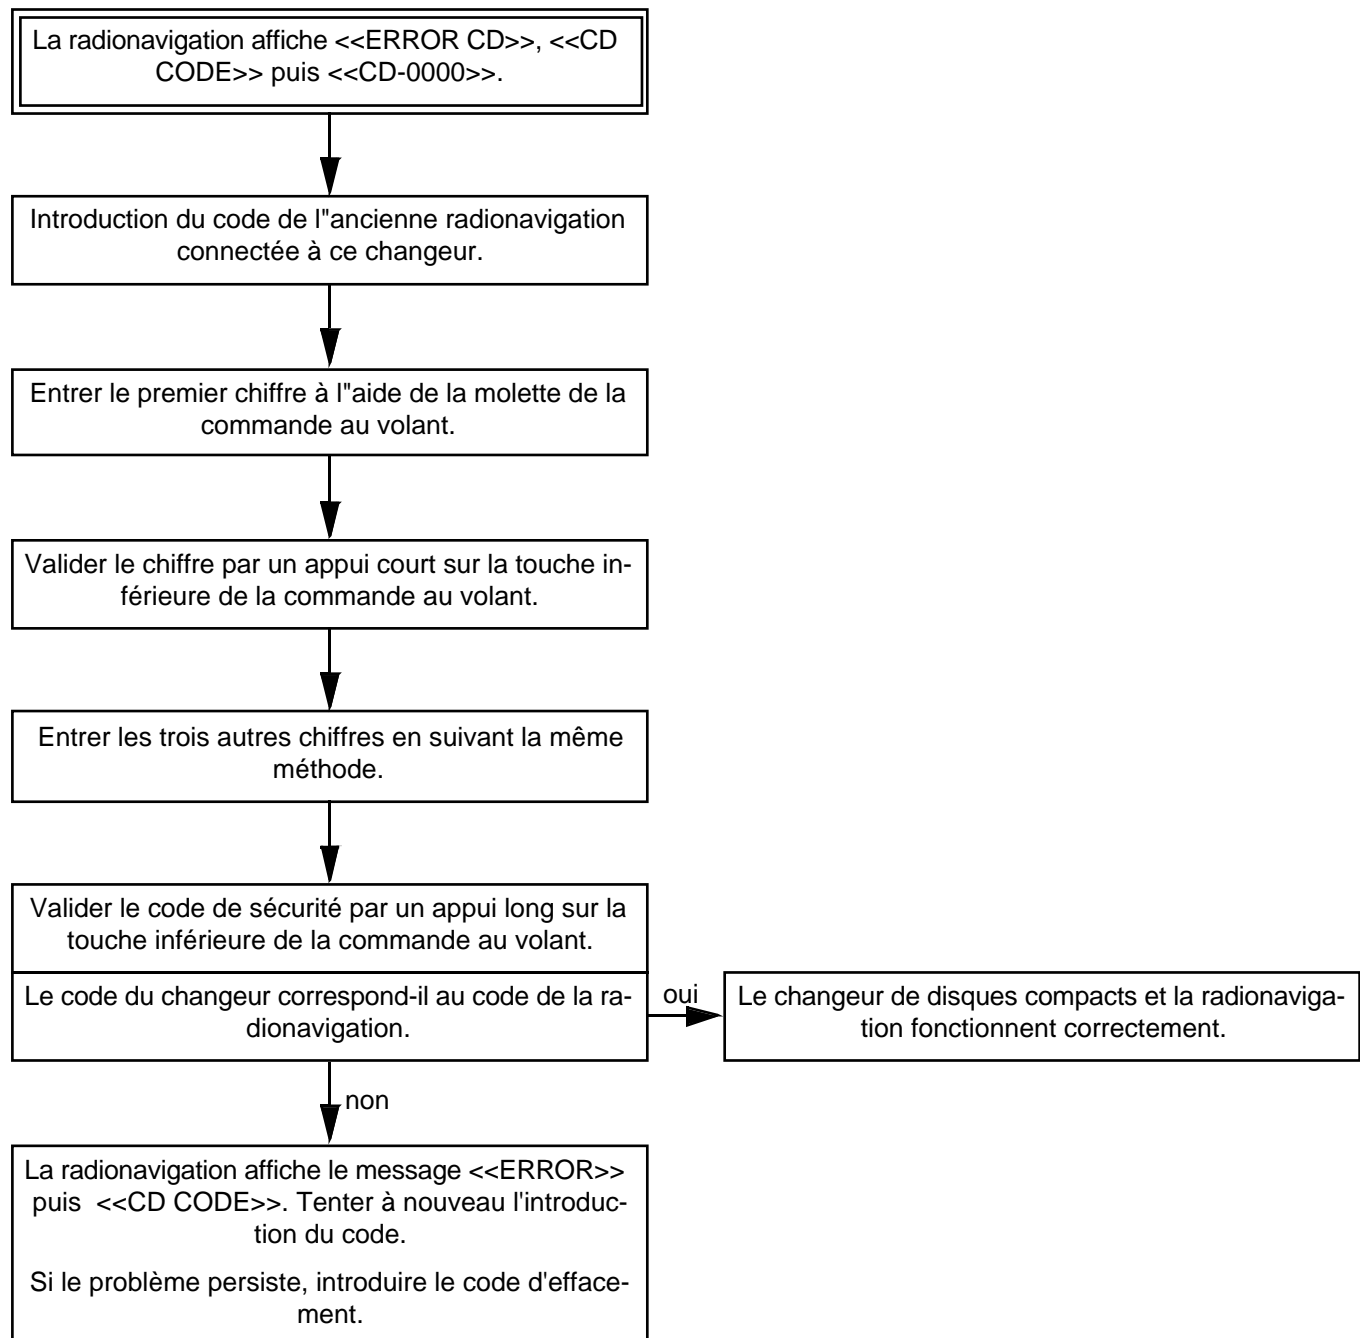 La radionavigation affiche <<ERROR CD>>, <<CD
CODE>> puis <<CD-0000>>.
Introduction du code de l"ancienne radionavigation
connectée à ce changeur.
Entrer le premier chiffre à l"aide de la molette de la
commande au volant.
Valider le chiffre par un appui court sur la touche in-
férieure de la commande au volant.
Entrer les trois autres chiffres en suivant la même
méthode.
Valider le code de sécurité par un appui long sur la
touche inférieure de la commande au volant.
Le code du changeur correspond-il au code de la ra-
dionavigation.
oui
Le changeur de disques compacts et la radionaviga-
tion fonctionnent correctement.
non
La radionavigation affiche le message <<ERROR>>
puis  <<CD CODE>>. Tenter à nouveau l'introduc-
tion du code.
Si le problème persiste, introduire le code d'efface-
ment.